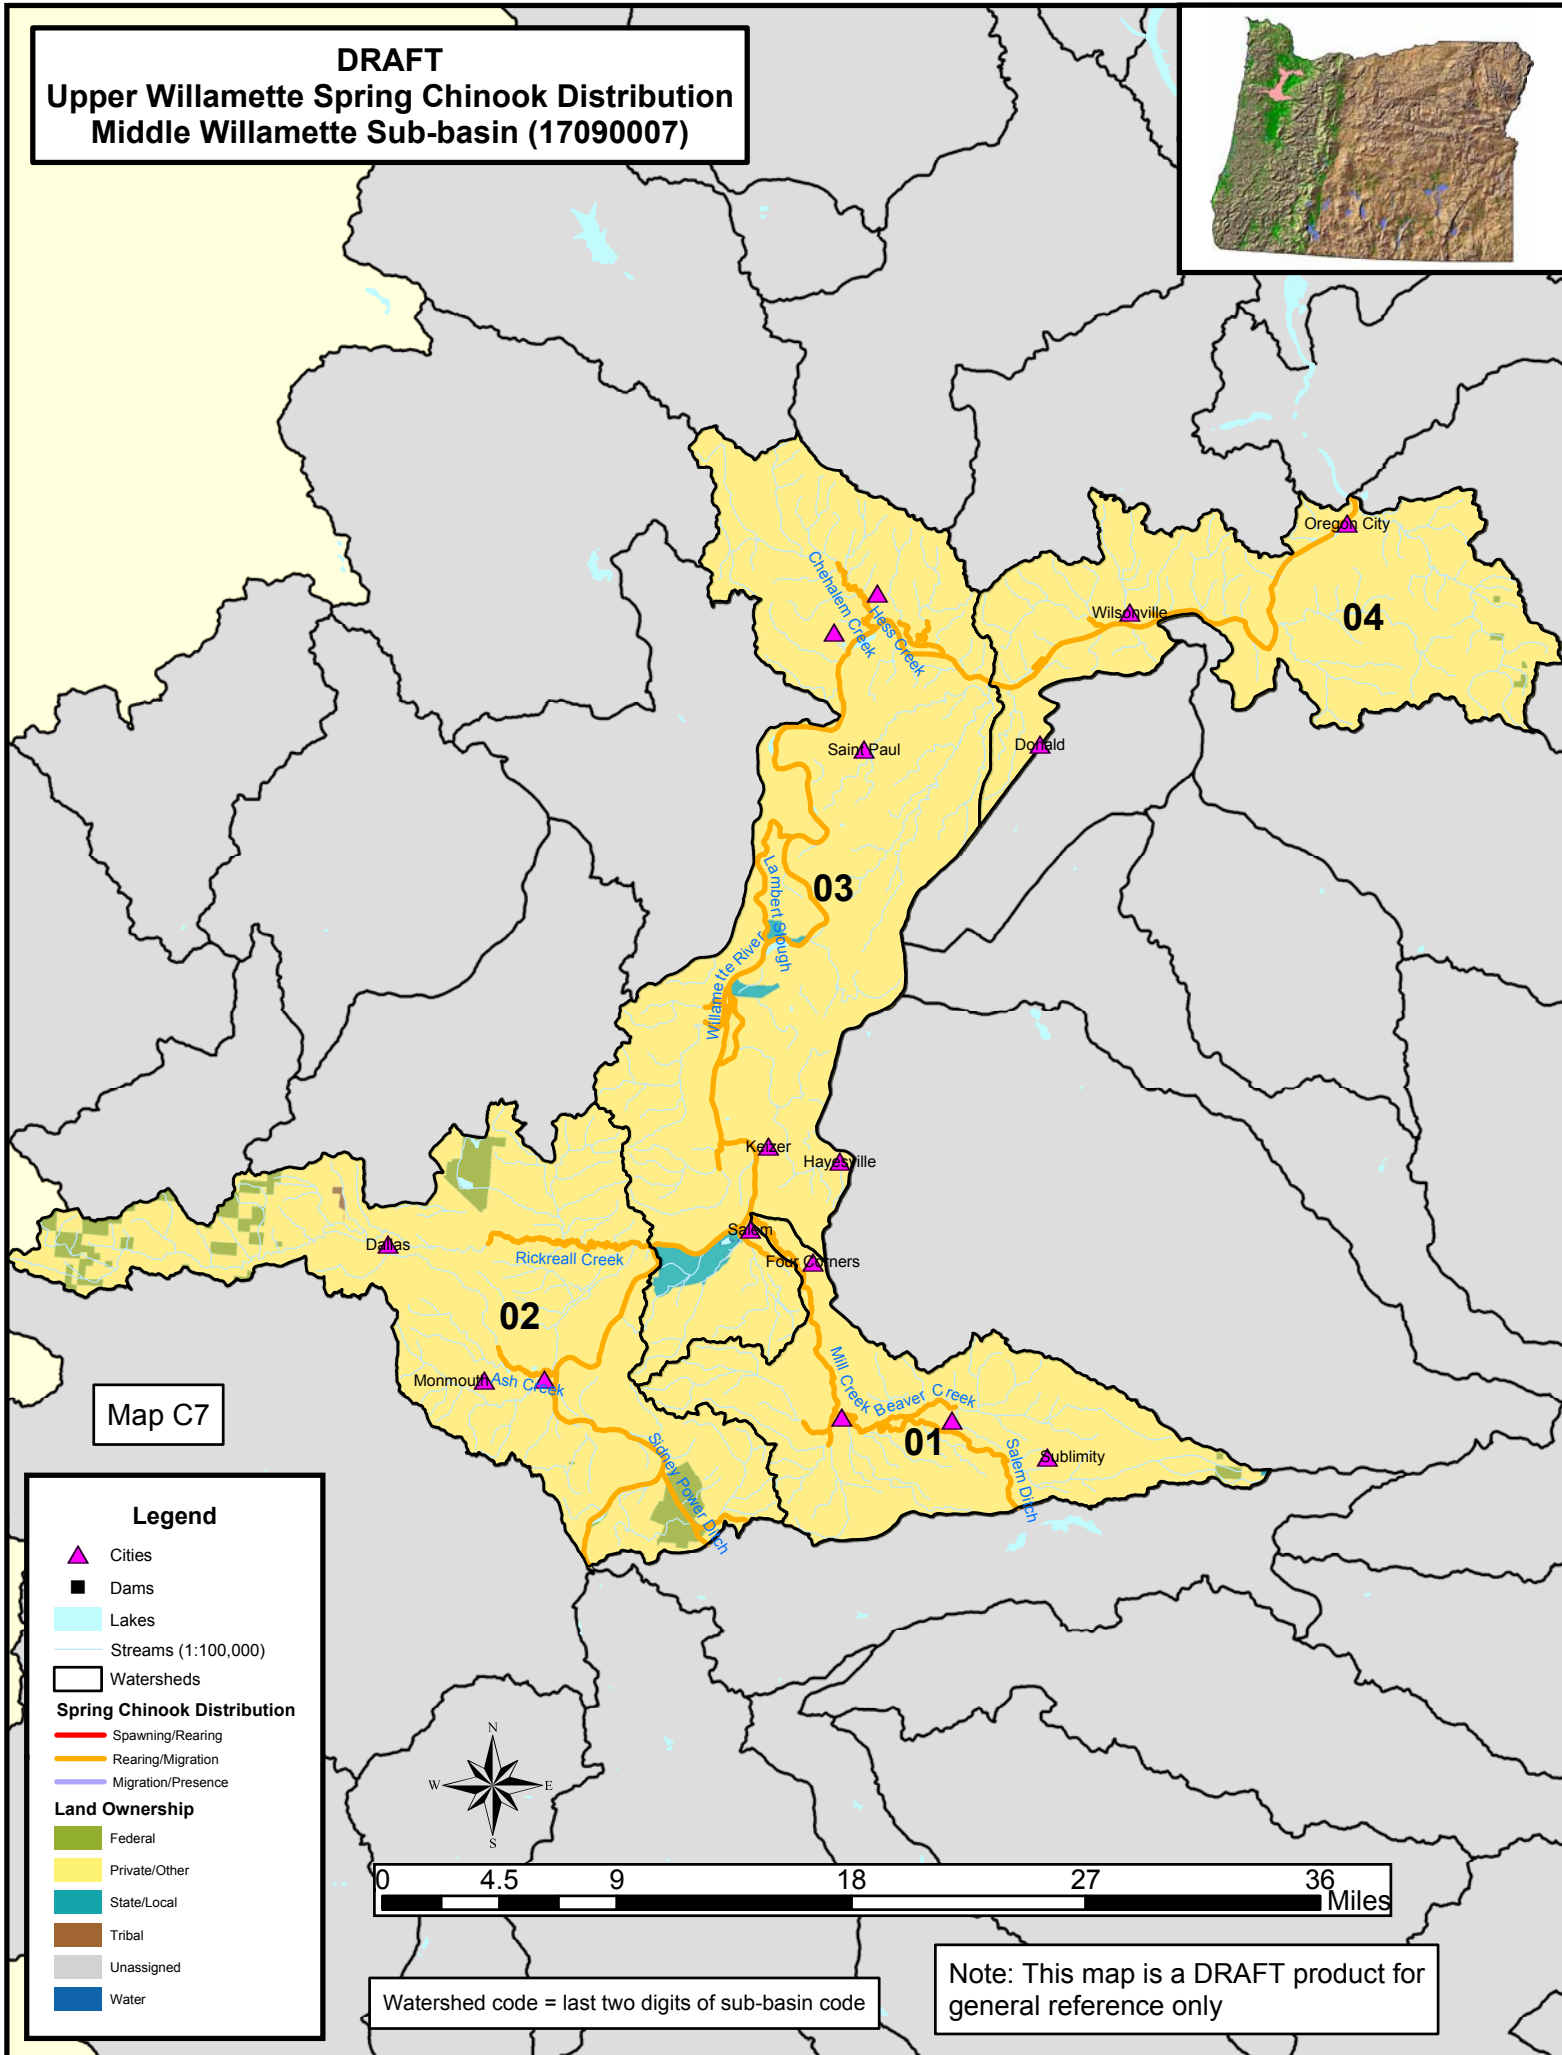 DRAFT
Upper Willamette Spring Chinook Distribution
Middle Willamette Sub-basin (17090007)
Oregon City
Chehalem Creek
Hess Creek
Wilsonville
04
Saint Paul
Donald
Lambert Slough
03
Willamette River
Keizer
Hayesville
Salem
Dallas
Rickreall Creek
Four Corners
02
Monmouth
Ash Creek
Mill Creek
Beaver Creek
01
Sublimity
Salem Ditch
Sidney Power Ditch
Map C7
Legend
Cities
Dams
Lakes
Streams (1:100,000)
Watersheds
Spring Chinook Distribution
Spawning/Rearing
Rearing/Migration
Migration/Presence
Land Ownership
Federal
Private/Other
State/Local
Tribal
Unassigned
Water
N
W
E
S
0 4.5 9 18 27 36
Miles
Watershed code = last two digits of sub-basin code
Note: This map is a DRAFT product for
general reference only